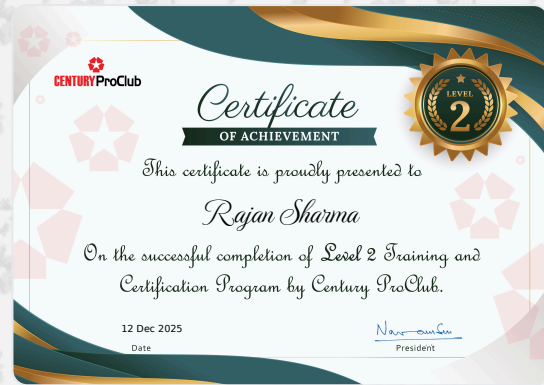 CENTURY ProClub
LEVEL
2
Certificate
OF ACHIEVEMENT
This certificate is proudly presented to
Rajan Sharma
On the successful completion of Level 2 Training and
Certification Program by Century ProClub.
12 Dec 2025
Date
President